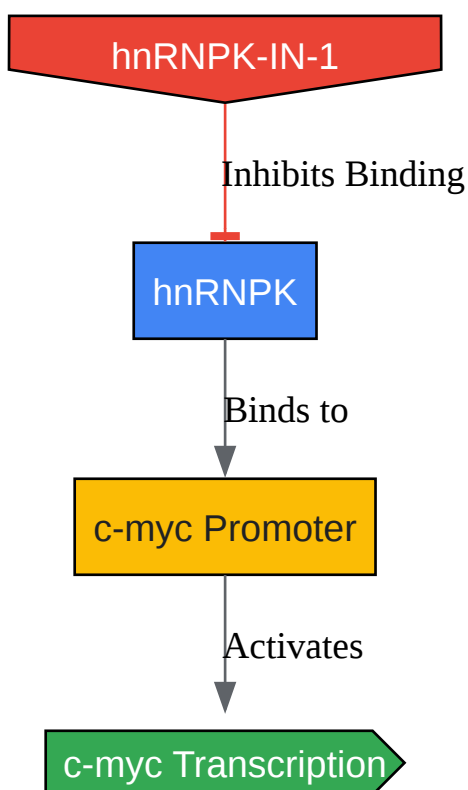 hnRNPK-IN-1
Inhibits Binding
hnRNPK
Binds to
c-myc Promoter
Activates
c-myc Transcription